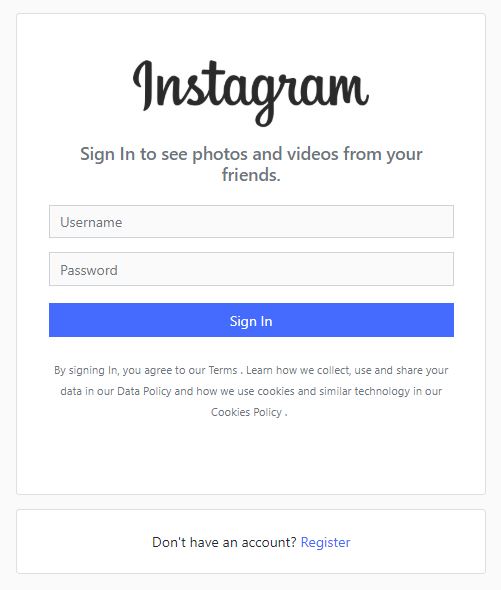 Instagram
Sign In to see photos and videos from your
friends.
Username
Password
Sign In
By signing In, you agree to our Terms . Learn how we collect, use and share your
data in our Data Policy and how we use cookies and similar technology in our
Cookies Policy .
Don't have an account? Register